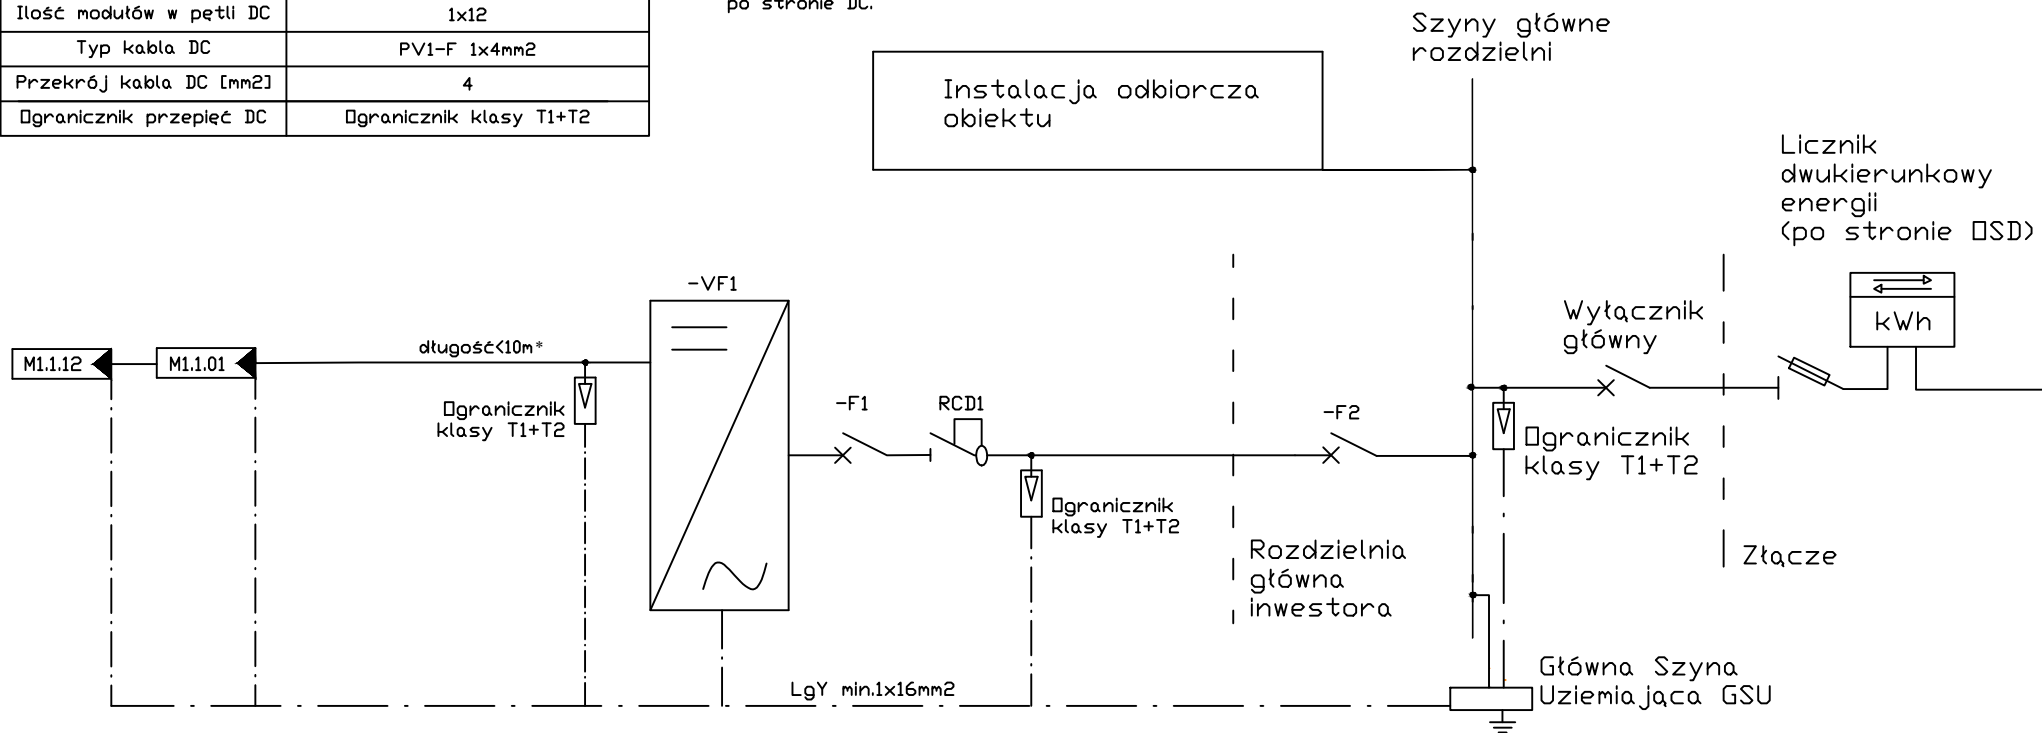 Ilość modułów w pętli DC
1x12
Typ kabla DC
PV1-F 1x4mm2
Przekrój kabla DC [mm2]
4
Ogranicznik przepięć DC
Ogranicznik klasy T1+T2
po stronie DC.
Szyny główne
rozdzielni
Instalacja odbiorcza
obiektu
Licznik
dwukierunkowy
energii
(po stronie OSD)
kWh
Wyłącznik
główny
-VF1
M1.1.12
M1.1.01
długość<10m*
Ogranicznik
klasy T1+T2
-F1
RCD1
-F2
Ogranicznik
klasy T1+T2
Ogranicznik
klasy T1+T2
Rozdzielnia
główna
inwestora
Złącze
LgY min.1x16mm2
Główna Szyna
Uziemiająca GSU